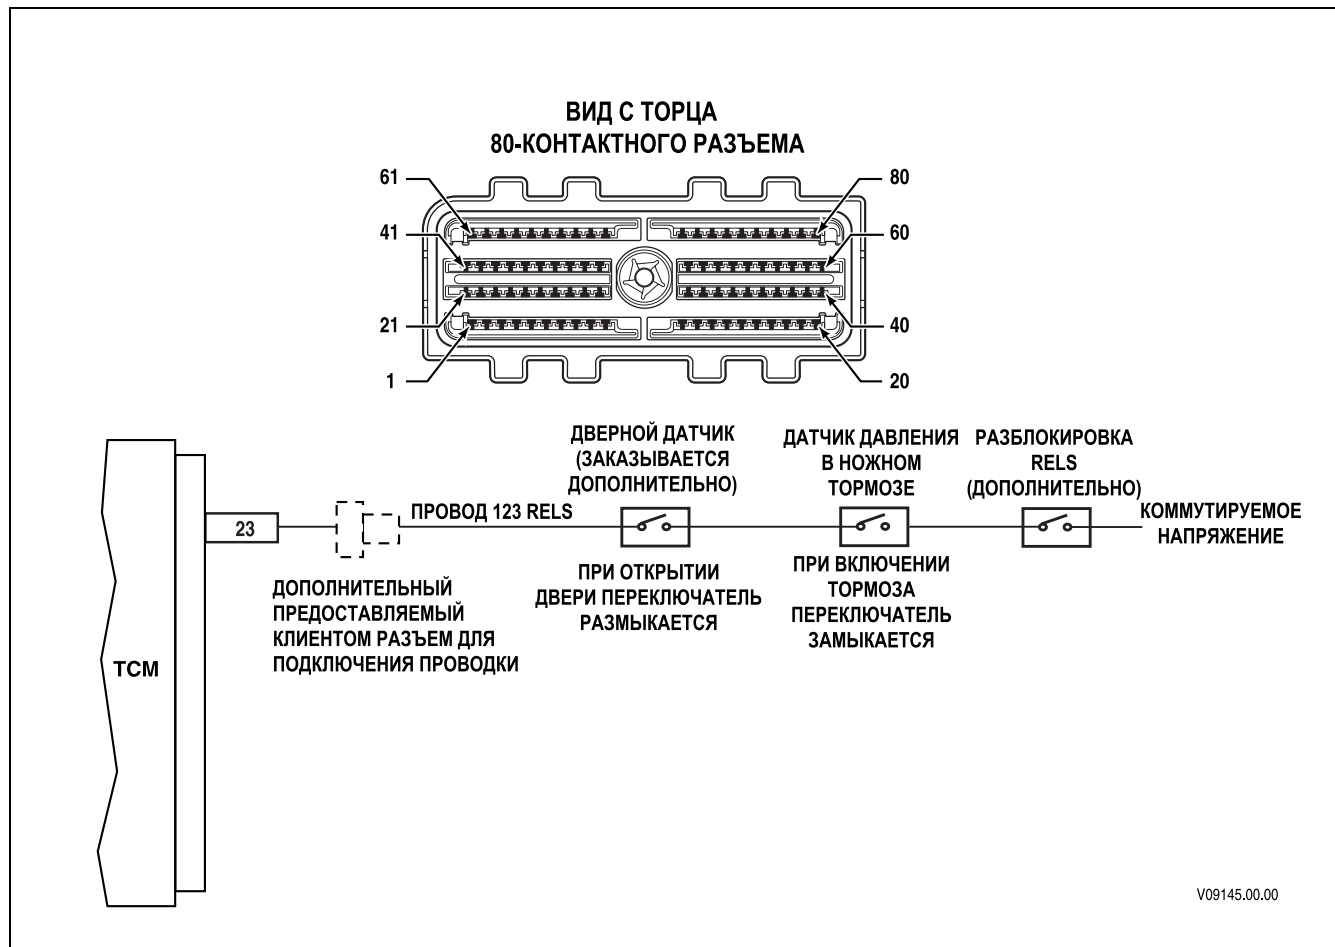 ВИД С ТОРЦА
80-КОНТАКТНОГО РАЗЪЕМА
61
80
41
60
21
40
1
20
ДВЕРНОЙ ДАТЧИК
(ЗАКАЗЫВАЕТСЯ
ДОПОЛНИТЕЛЬНО)
ДАТЧИК ДАВЛЕНИЯ
В НОЖНОМ
ТОРМОЗЕ
РАЗБЛОКИРОВКА
RELS
(ДОПОЛНИТЕЛЬНО)
23
ПРОВОД 123 RELS
КОММУТИРУЕМОЕ
НАПРЯЖЕНИЕ
ДОПОЛНИТЕЛЬНЫЙ
ПРЕДОСТАВЛЯЕМЫЙ
КЛИЕНТОМ РАЗЪЕМ ДЛЯ
ПОДКЛЮЧЕНИЯ ПРОВОДКИ
ПРИ ОТКРЫТИИ
ДВЕРИ ПЕРЕКЛЮЧАТЕЛЬ
РАЗМЫКАЕТСЯ
ПРИ ВКЛЮЧЕНИИ
ТОРМОЗА
ПЕРЕКЛЮЧАТЕЛЬ
ЗАМЫКАЕТСЯ
TCM
V09145.00.00